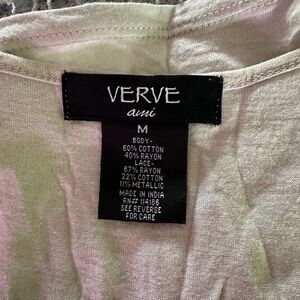 VERVE
ami
M
BODY-
60% COTTON
40% RAYON
LACE-
67% RAYON
22% COTTON
11% METALLIC
MADE IN INDIA
RN# 114186
SEE REVERSE
FOR CARE